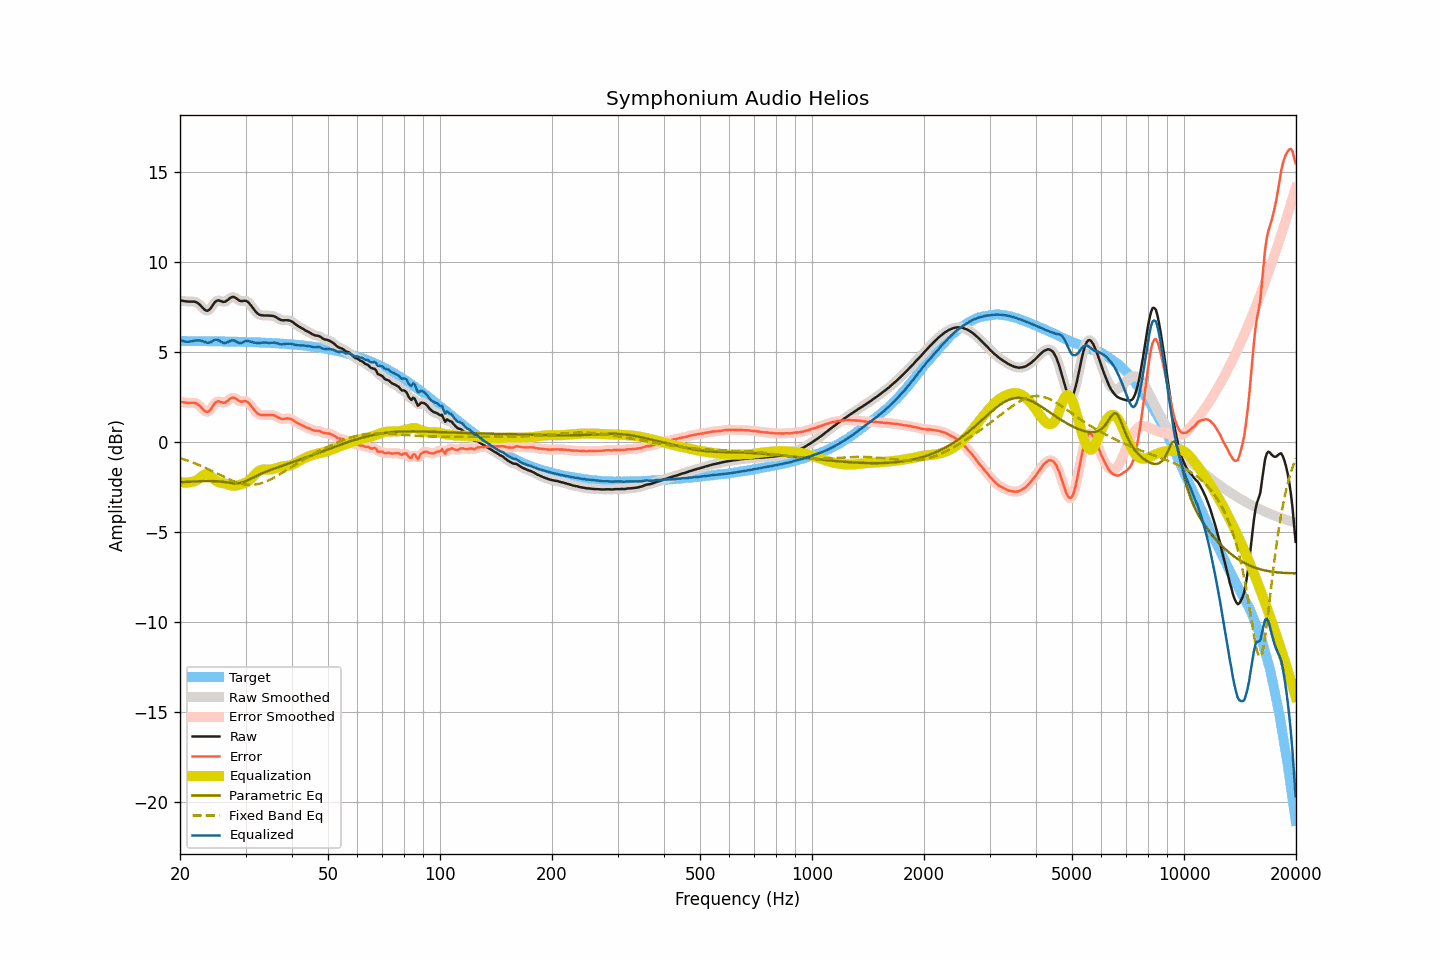 Symphonium Audio Helios
15
10
5
0
−5
−10
−15
−20
Amplitude (dBr)
Target
Raw Smoothed
Error Smoothed
Raw
Error
Equalization
Parametric Eq
Fixed Band Eq
Equalized
20 50 100 200 500 1000 2000 5000 10000 20000
Frequency (Hz)